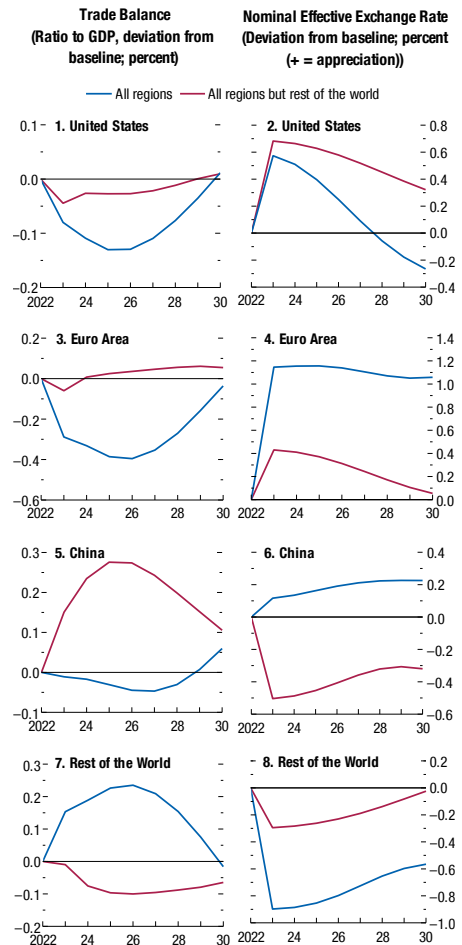 Trade Balance
(Ratio to GDP, deviation from
baseline; percent)
Nominal Effective Exchange Rate
(Deviation from baseline; percent
(+ = appreciation))
All regions
All regions but rest of the world
1. United States
0.1
0.0
–0.1
–0.2
2022 24 26 28 30
2. United States
0.8
0.6
0.4
0.2
0.0
–0.2
–0.4
2022 24 26 28 30
3. Euro Area
0.2
0.0
–0.2
–0.4
–0.6
2022 24 26 28 30
4. Euro Area
1.4
1.2
1.0
0.8
0.6
0.4
0.2
0.0
2022 24 26 28 30
5. China
0.3
0.2
0.1
0.0
–0.1
2022 24 26 28 30
6. China
0.4
0.2
0.0
–0.2
–0.4
–0.6
2022 24 26 28 30
7. Rest of the World
0.3
0.2
0.1
0.0
–0.1
–0.2
2022 24 26 28 30
8. Rest of the World
0.2
0.0
–0.2
–0.4
–0.6
–0.8
–1.0
2022 24 26 28 30